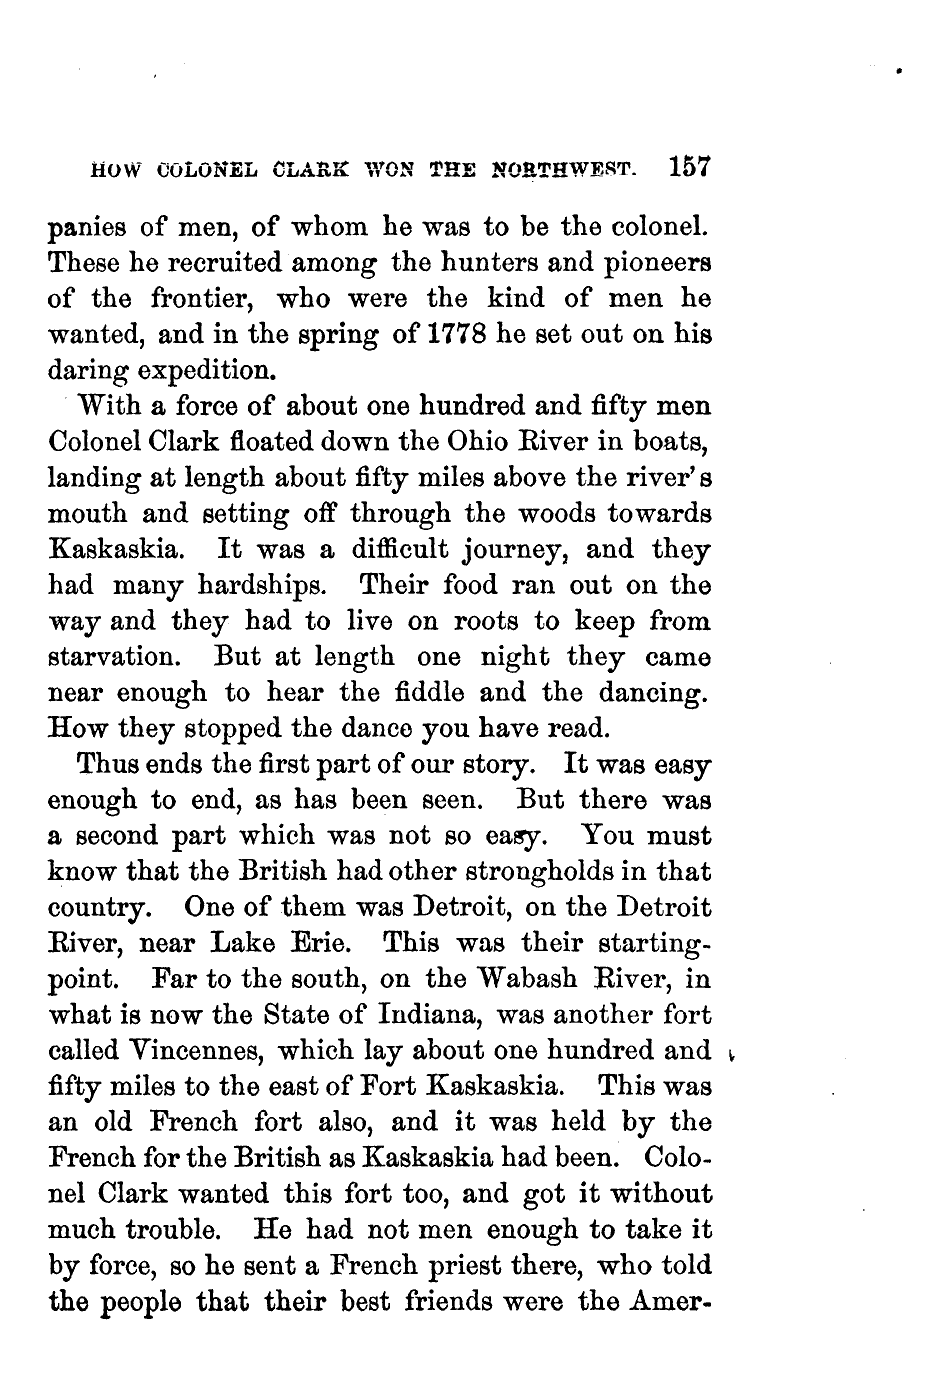 HOW COLONEL CLARK WON THE NORTHWEST. 157
panies of men, of whom he was to be the colonel.
These he recruited among the hunters and pioneers
of the frontier, who were the kind of men he
wanted, and in the spring of 1778 he set out on his
daring expedition.
With a force of about one hundred and fifty men
Colonel Clark floated down the Ohio River in boats,
landing at length about fifty miles above the river's
mouth and setting off through the woods towards
Kaskaskia. It was a difficult journey, and they
had many hardships. Their food ran out on the
way and they had to live on roots to keep from
starvation. But at length one night they came
near enough to hear the fiddle and the dancing.
How they stopped the dance you have read.
Thus ends the first part of our story. It was easy
enough to end, as has been seen. But there was
a second part which was not so easy. You must
know that the British had other strongholds in that
country. One of them was Detroit, on the Detroit
River, near Lake Erie. This was their starting-
point. Far to the south, on the Wabash River, in
what is now the State of Indiana, was another fort
called Vincennes, which lay about one hundred and
fifty miles to the east of Fort Kaskaskia. This was
an old French fort also, and it was held by the
French for the British as Kaskaskia had been. Colo-
nel Clark wanted this fort too, and got it without
much trouble. He had not men enough to take it
by force, so he sent a French priest there, who told
the people that their best friends were the Amer-